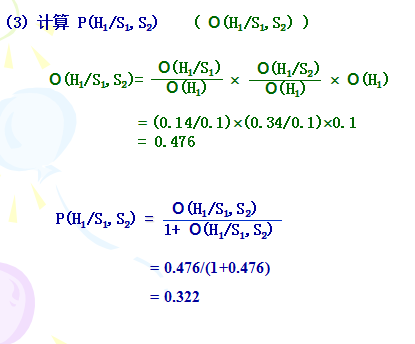 (3) 计算 P(H₁/S₁,S₂) ( O(H₁/S₁,S₂) )
O(H₁/S₁,S₂)= O(H₁/S₁)/O(H₁) × O(H₁/S₂)/O(H₁) × O(H₁)
= (0.14/0.1)×(0.34/0.1)×0.1
= 0.476
P(H₁/S₁,S₂) = O(H₁/S₁,S₂)/1+ O(H₁/S₁,S₂)
= 0.476/(1+0.476)
= 0.322